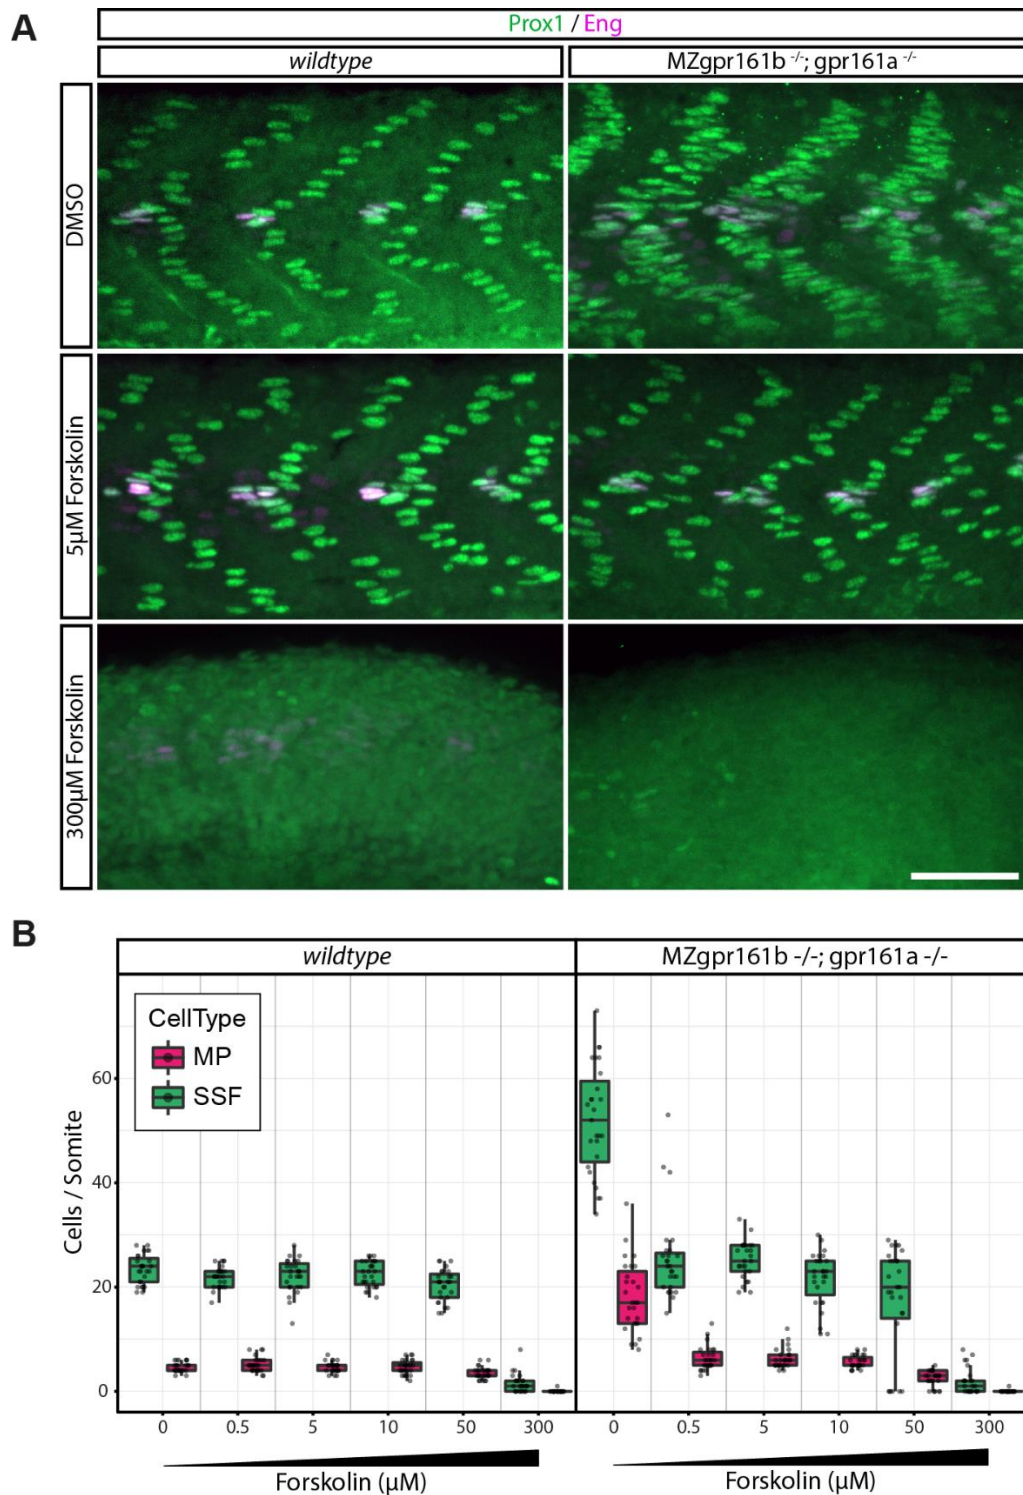 A
Prox1 / Eng
wildtype
MZgpr161b -/-; gpr161a -/-
DMSO
5µM Forskolin
300µM Forskolin
B
wildtype
MZgpr161b -/-; gpr161a -/-
CellType
MP
SSF
Cells / Somite
60
40
20
0
0 0.5 5 10 50 300
0 0.5 5 10 50 300
Forskolin (µM)
Forskolin (µM)